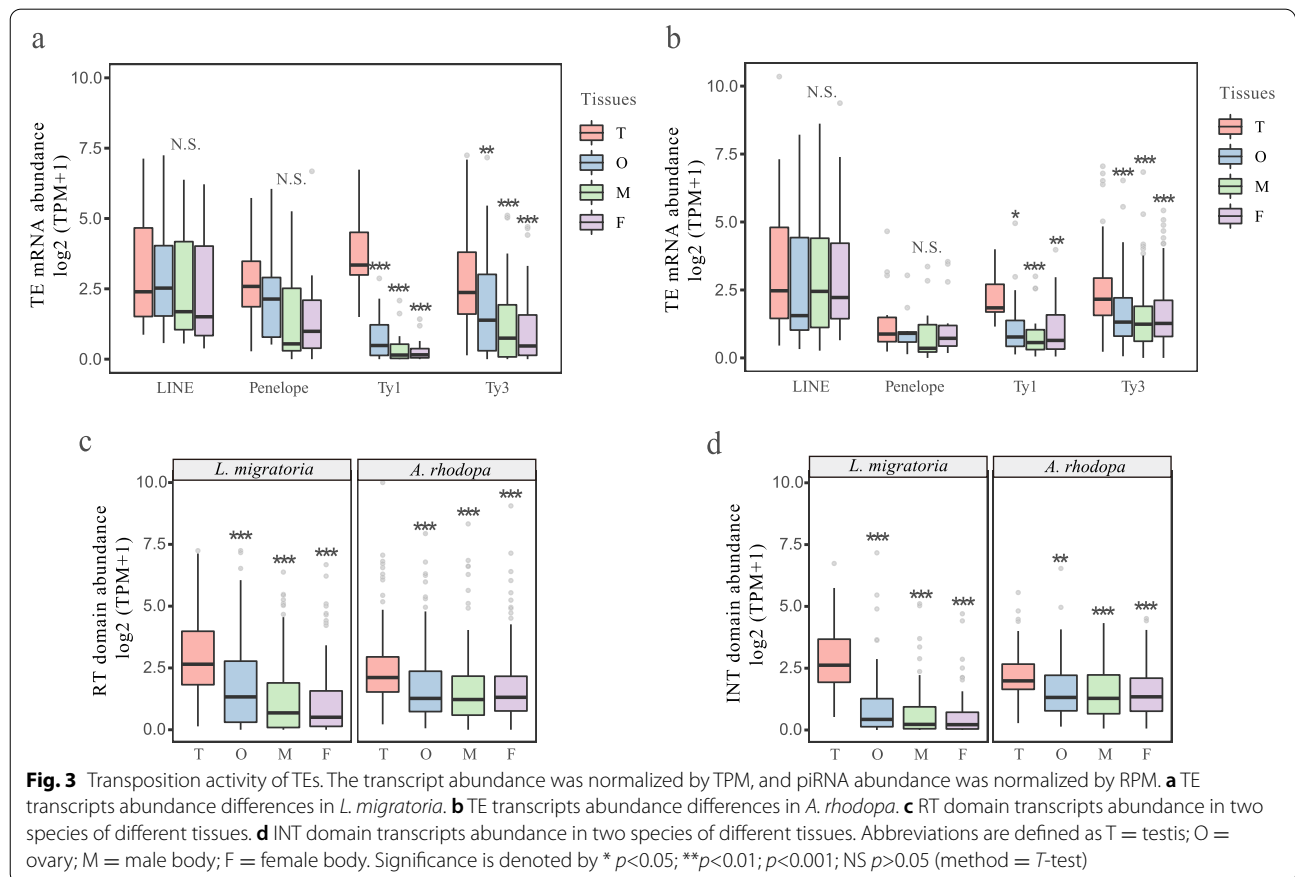 a
TE mRNA abundance
log2 (TPM+1)
10.0
7.5
5.0
2.5
0.0
N.S.
N.S.
***
***
***
**
***
***
LINE
Penelope
Ty1
Ty3
Tissues
T
O
M
F
b
TE mRNA abundance
log2 (TPM+1)
10.0
7.5
5.0
2.5
0.0
N.S.
N.S.
*
***
**
***
***
***
LINE
Penelope
Ty1
Ty3
Tissues
T
O
M
F
c
RT domain abundance
log2 (TPM+1)
L. migratoria
A. rhodopa
10.0
7.5
5.0
2.5
0.0
***
***
***
***
***
***
T O M F
T O M F
d
INT domain abundance
log2 (TPM+1)
L. migratoria
A. rhodopa
10.0
7.5
5.0
2.5
0.0
***
***
***
**
***
***
T O M F
T O M F
Fig. 3 Transposition activity of TEs. The transcript abundance was normalized by TPM, and piRNA abundance was normalized by RPM. a TE
transcripts abundance differences in L. migratoria. b TE transcripts abundance differences in A. rhodopa. c RT domain transcripts abundance in two
species of different tissues. d INT domain transcripts abundance in two species of different tissues. Abbreviations are defined as T = testis; O =
ovary; M = male body; F = female body. Significance is denoted by * p<0.05; **p<0.01; p<0.001; NS p>0.05 (method = T-test)